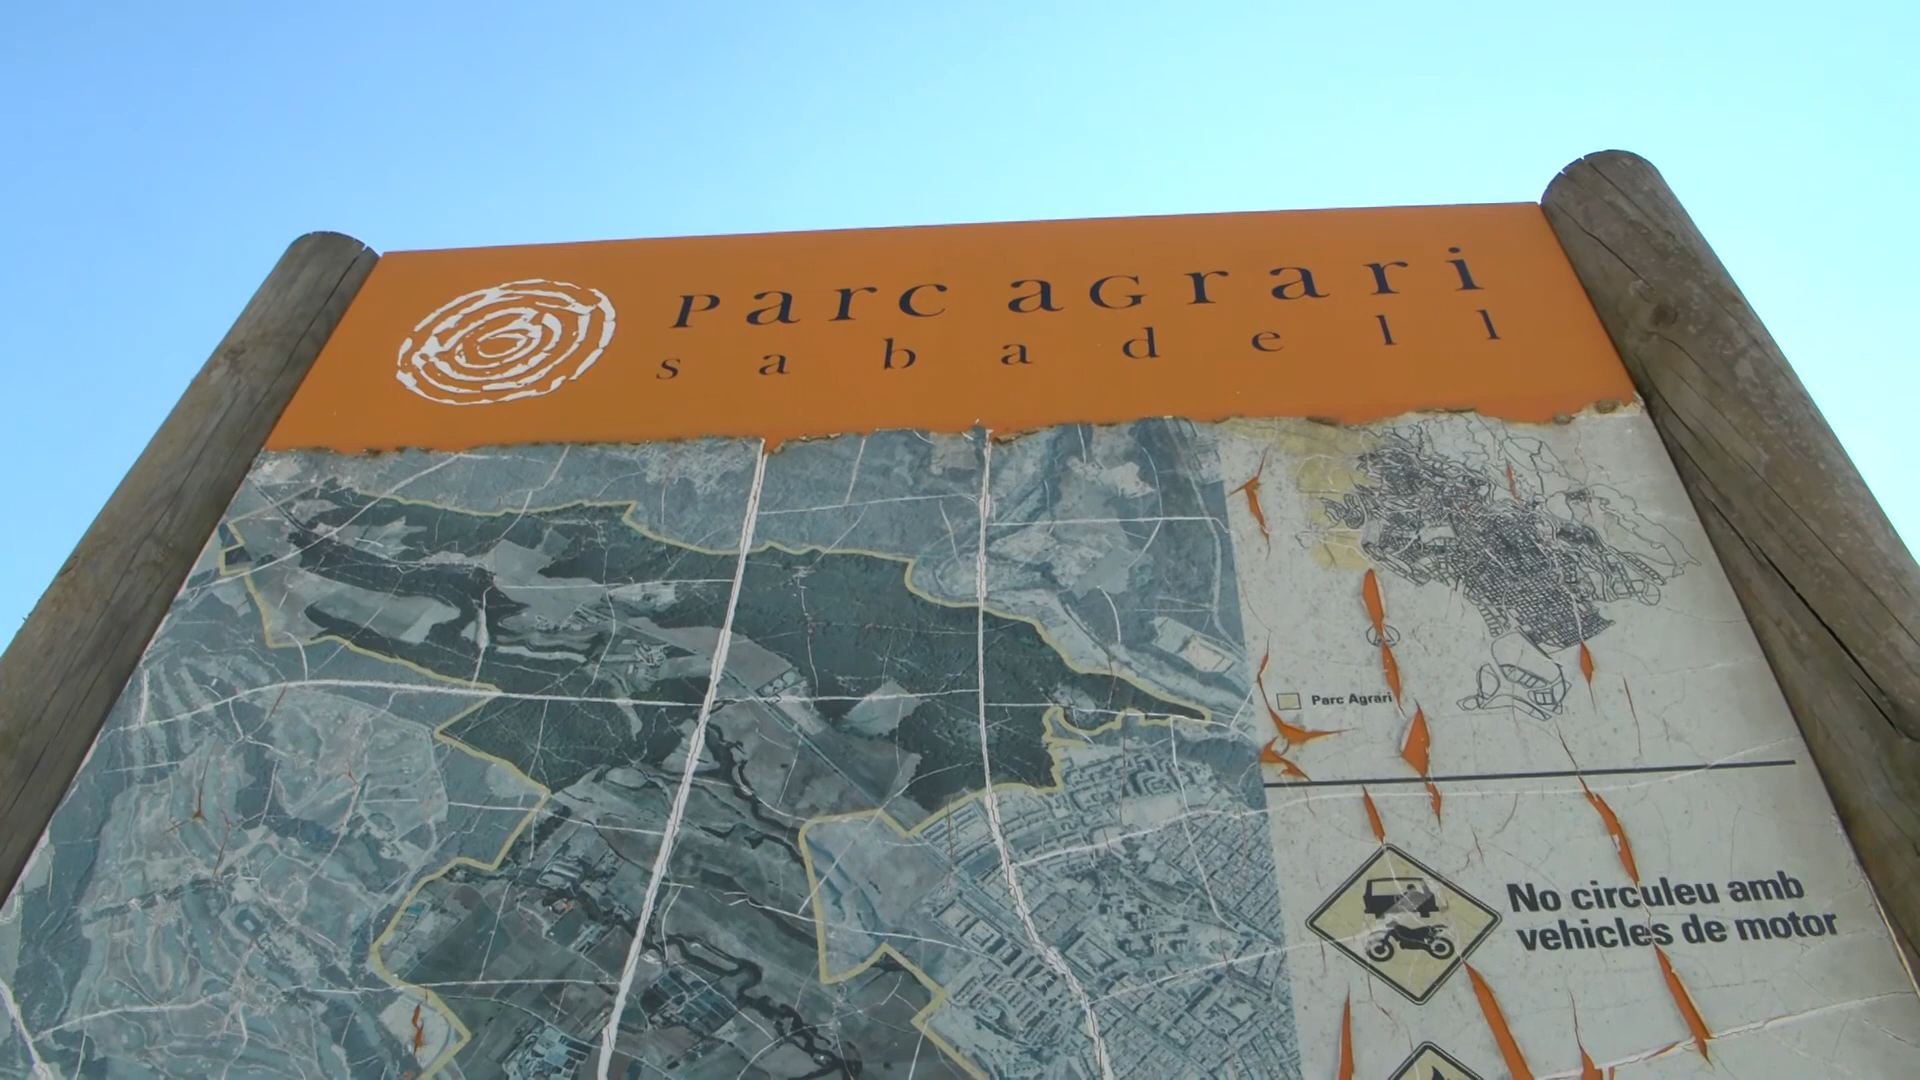 Parc aGrari
sabadell
Parc Agrari
No circuleu amb
vehicles de motor